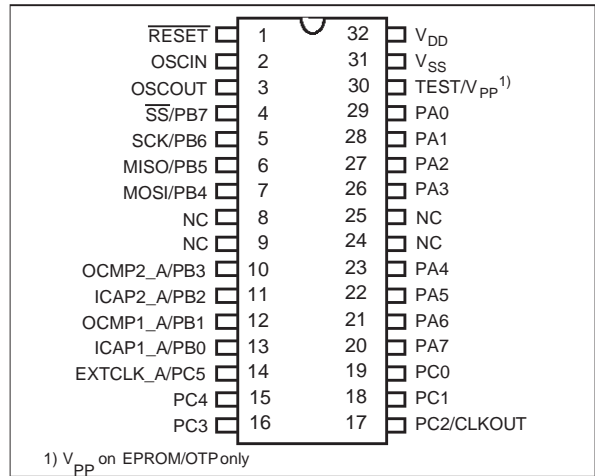 RESET 1 32 VDD
OSCIN 2 31 VSS
OSCOUT 3 30 TEST/VPP1)
SS/PB7 4 29 PA0
SCK/PB6 5 28 PA1
MISO/PB5 6 27 PA2
MOSI/PB4 7 26 PA3
NC 8 25 NC
NC 9 24 NC
OCMP2_A/PB3 10 23 PA4
ICAP2_A/PB2 11 22 PA5
OCMP1_A/PB1 12 21 PA6
ICAP1_A/PB0 13 20 PA7
EXTCLK_A/PC5 14 19 PC0
PC4 15 18 PC1
PC3 16 17 PC2/CLKOUT
1) VPP on EPROM/OTP only